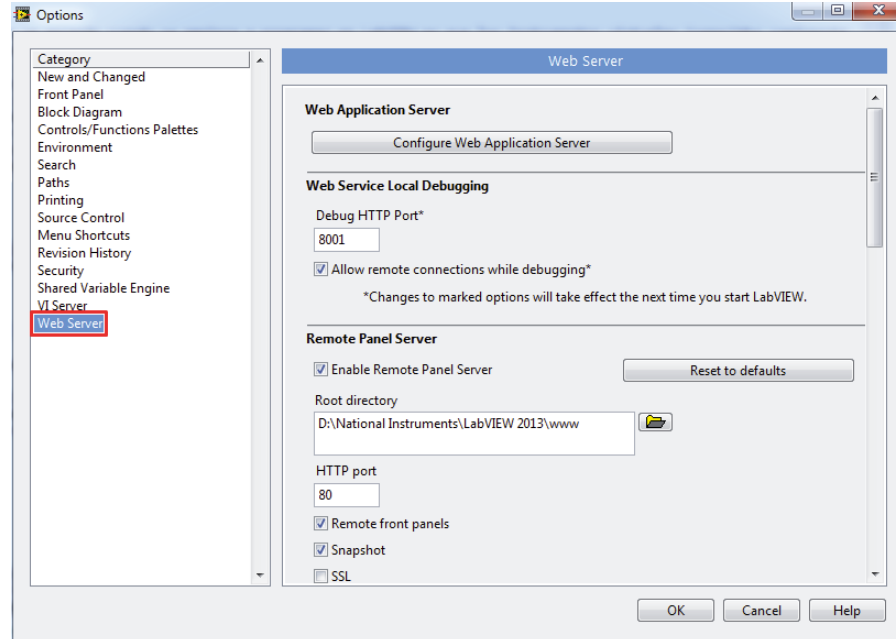 Options
Category
New and Changed
Front Panel
Block Diagram
Controls/Functions Palettes
Environment
Search
Paths
Printing
Source Control
Menu Shortcuts
Revision History
Security
Shared Variable Engine
VI Server
Web Server
Web Server
Web Application Server
Configure Web Application Server
Web Service Local Debugging
Debug HTTP Port*
8001
Allow remote connections while debugging*
*Changes to marked options will take effect the next time you start LabVIEW.
Remote Panel Server
Enable Remote Panel Server
Reset to defaults
Root directory
D:\National Instruments\LabVIEW 2013\www
HTTP port
80
Remote front panels
Snapshot
SSL
OK
Cancel
Help